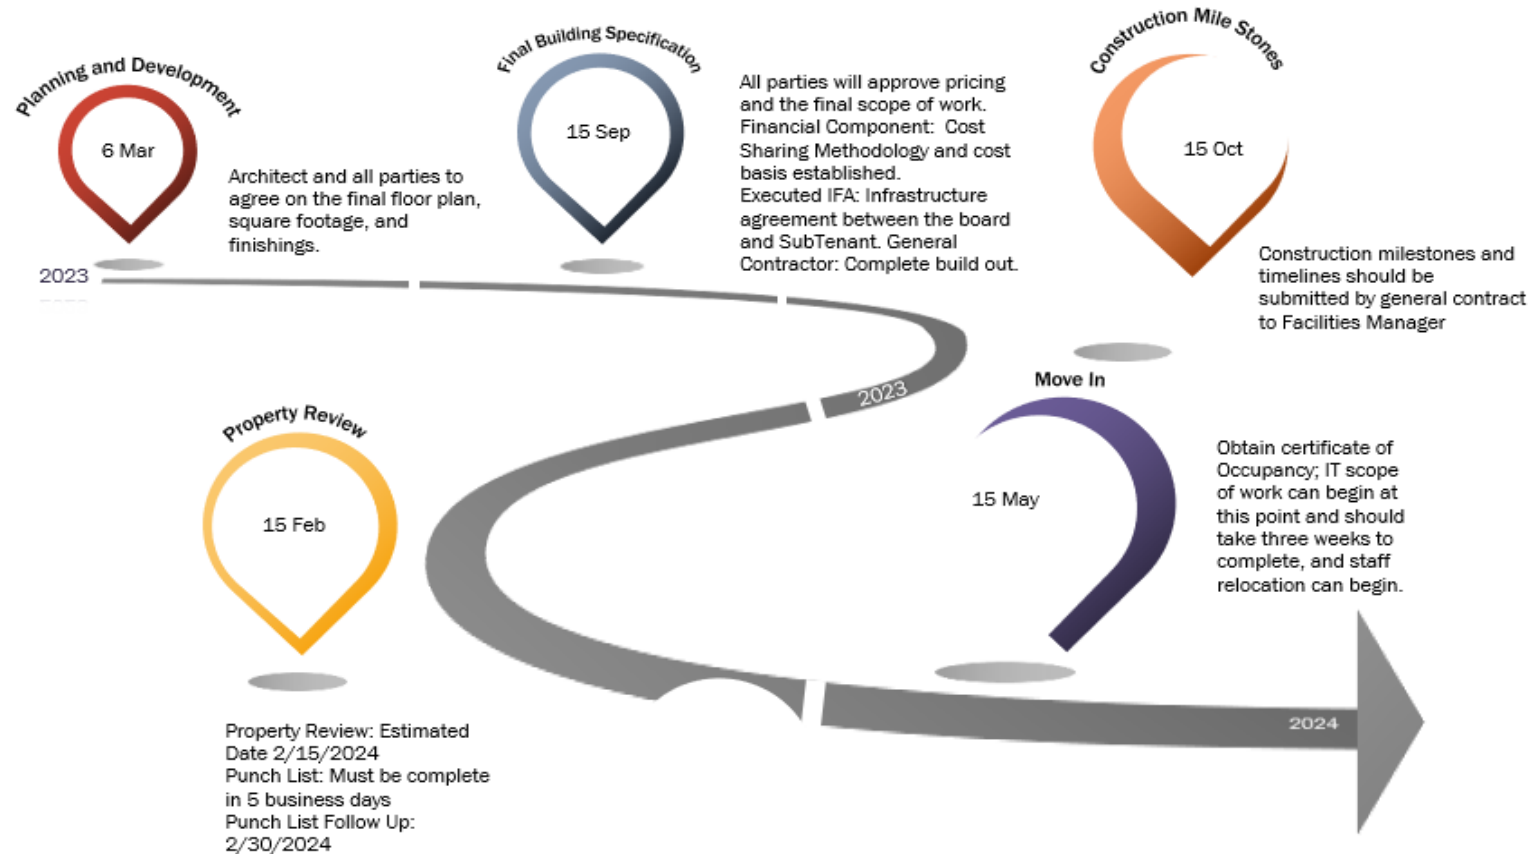 Planning and Development
6 Mar
Architect and all parties to
agree on the final floor plan,
square footage, and
finishings.
Final Building Specification
15 Sep
All parties will approve pricing
and the final scope of work.
Financial Component: Cost
Sharing Methodology and cost
basis established.
Executed IFA: Infrastructure
agreement between the board
and SubTenant. General
Contractor: Complete build out.
Construction Mile Stones
15 Oct
Construction milestones and
timelines should be
submitted by general contract
to Facilities Manager
2023
2023
Property Review
15 Feb
Property Review: Estimated
Date 2/15/2024
Punch List: Must be complete
in 5 business days
Punch List Follow Up:
2/30/2024
Move In
15 May
Obtain certificate of
Occupancy; IT scope
of work can begin at
this point and should
take three weeks to
complete, and staff
relocation can begin.
2024